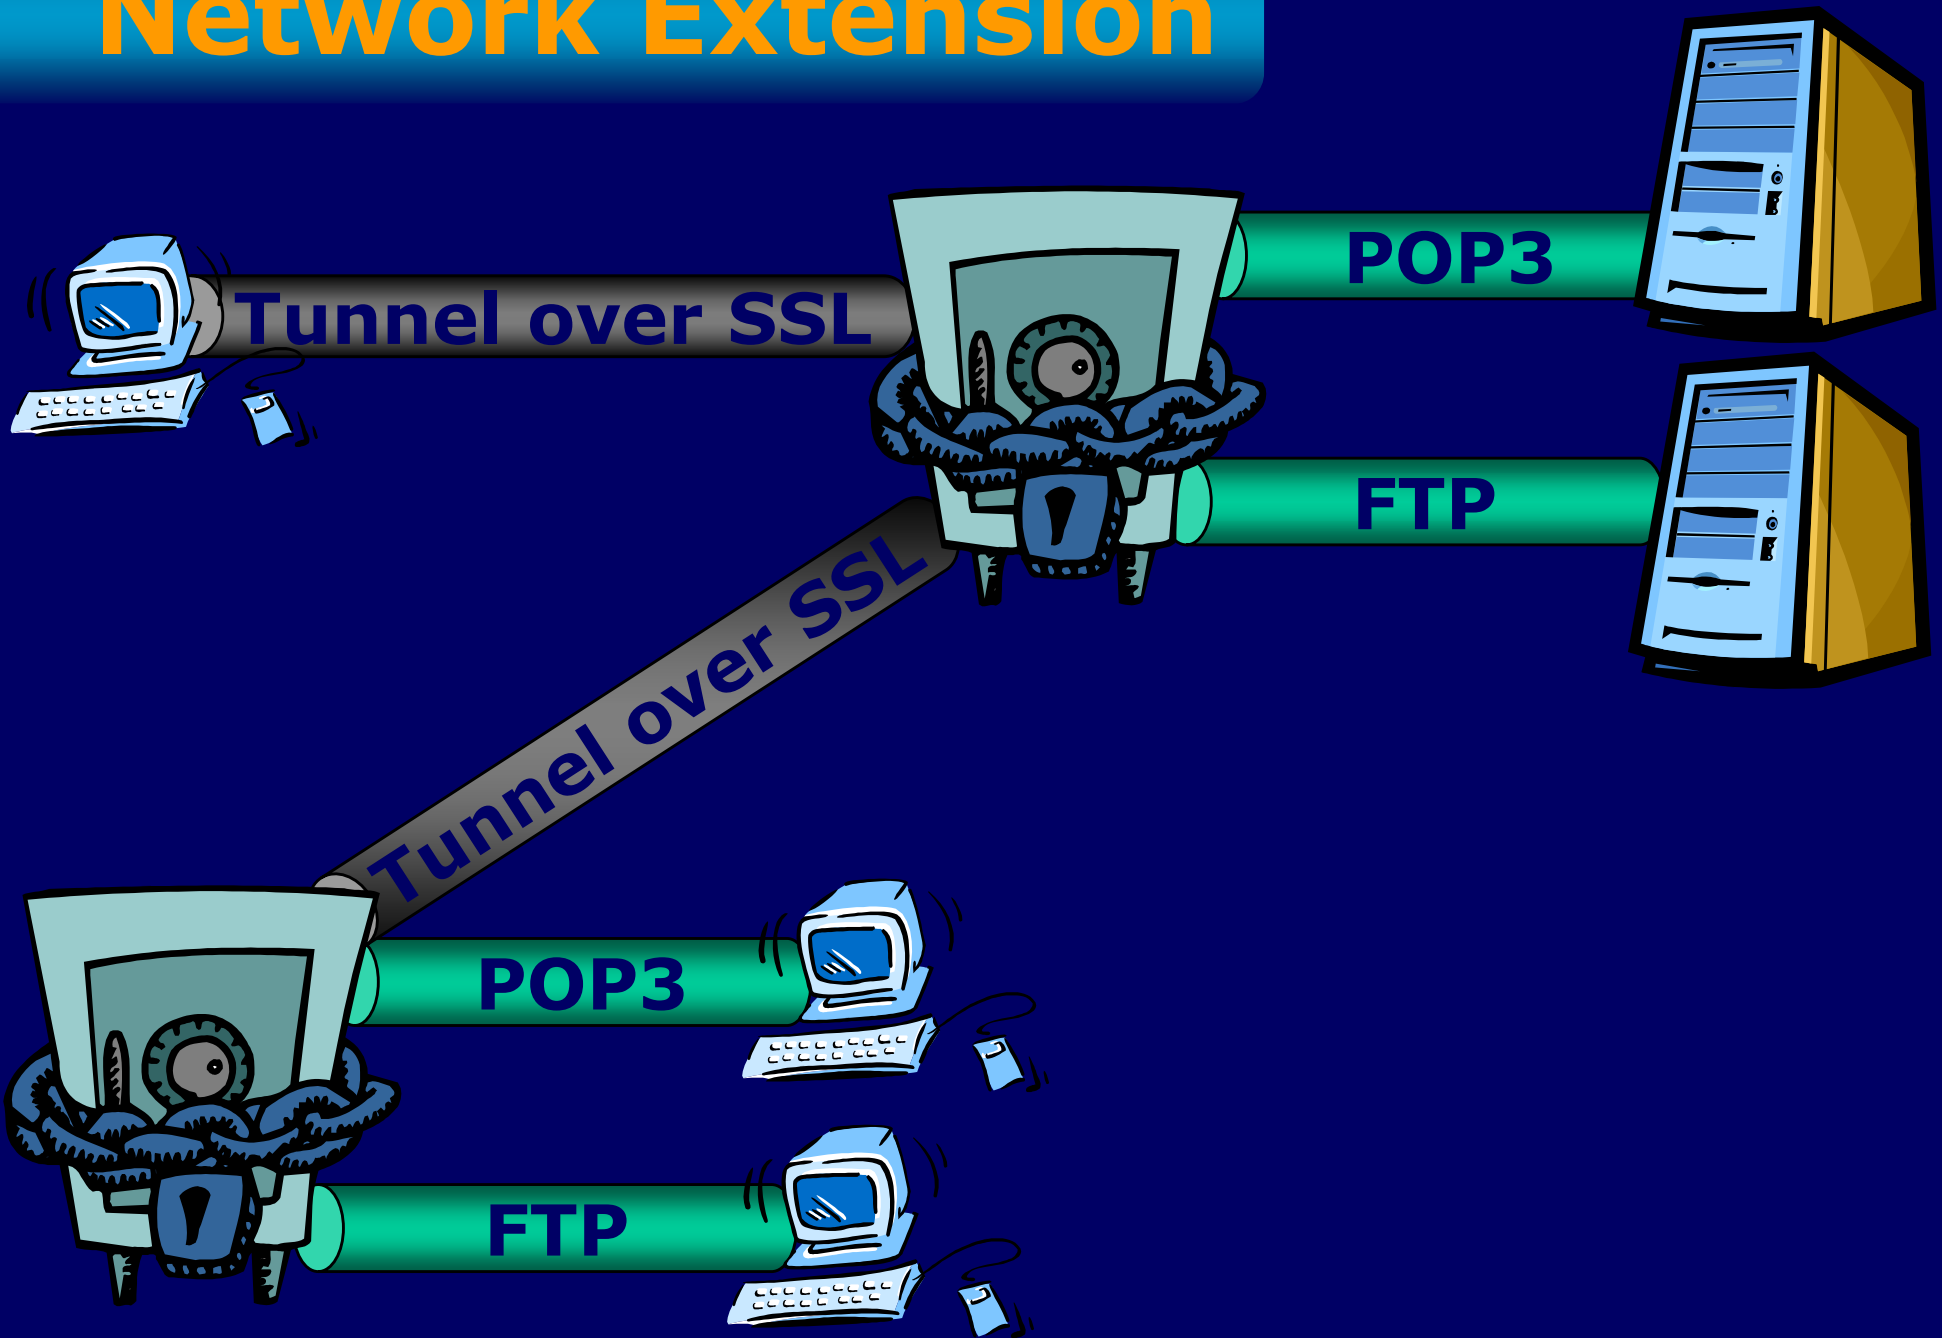 Network Extension
POP3
Tunnel over SSL
FTP
Tunnel over SSL
POP3
FTP